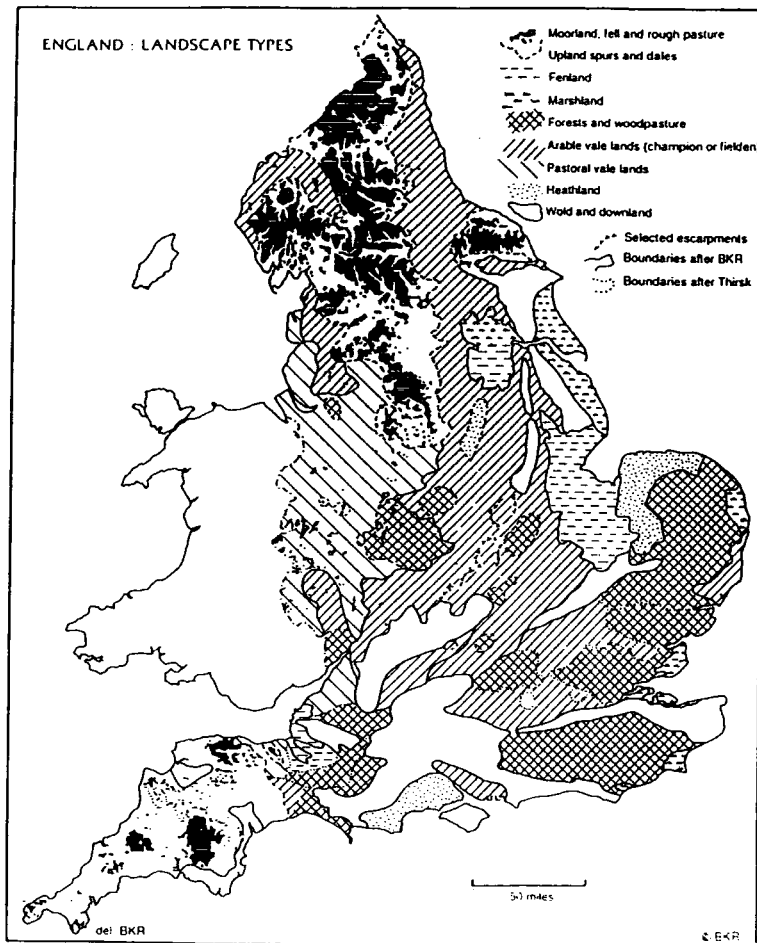 ENGLAND : LANDSCAPE TYPES
Moorland, fell and rough pasture
Upland spurs and dales
Fenland
Marshland
Forests and woodpasture
Arable vale lands (champion or fielden)
Pastoral vale lands
Heathland
Wold and downland
Selected escarpments
Boundaries after BKR
Boundaries after Thirsk
50 miles
del BKR
© BKR